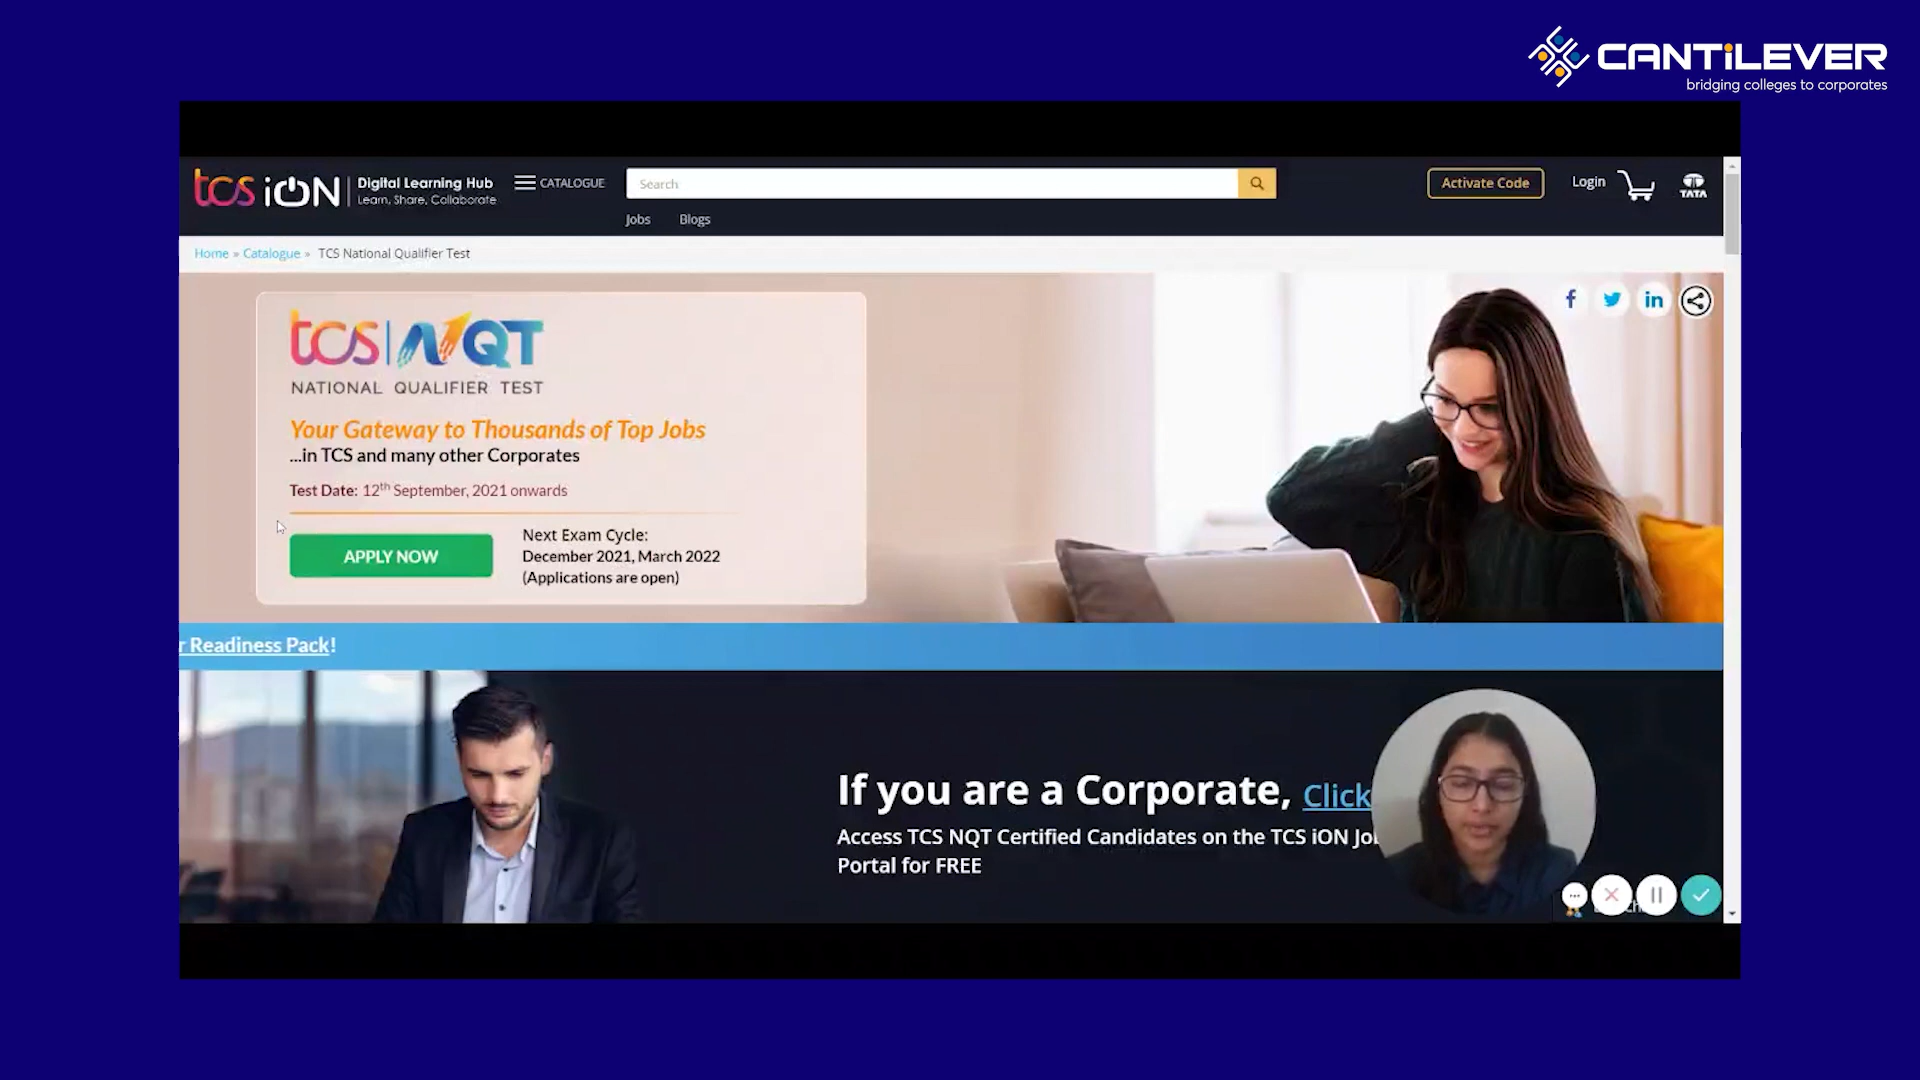 CANTiLEVER
bridging colleges to corporates
tcs iON | Digital Learning Hub
Learn, Share, Collaborate
CATALOGUE
Search
Activate Code
Login
TATA
Jobs
Blogs
Home » Catalogue » TCS National Qualifier Test
tcs | NQT
NATIONAL QUALIFIER TEST
Your Gateway to Thousands of Top Jobs
...in TCS and many other Corporates
Test Date: 12th September, 2021 onwards
APPLY NOW
Next Exam Cycle:
December 2021, March 2022
(Applications are open)
r Readiness Pack!
If you are a Corporate, Click
Access TCS NQT Certified Candidates on the TCS iON
Portal for FREE